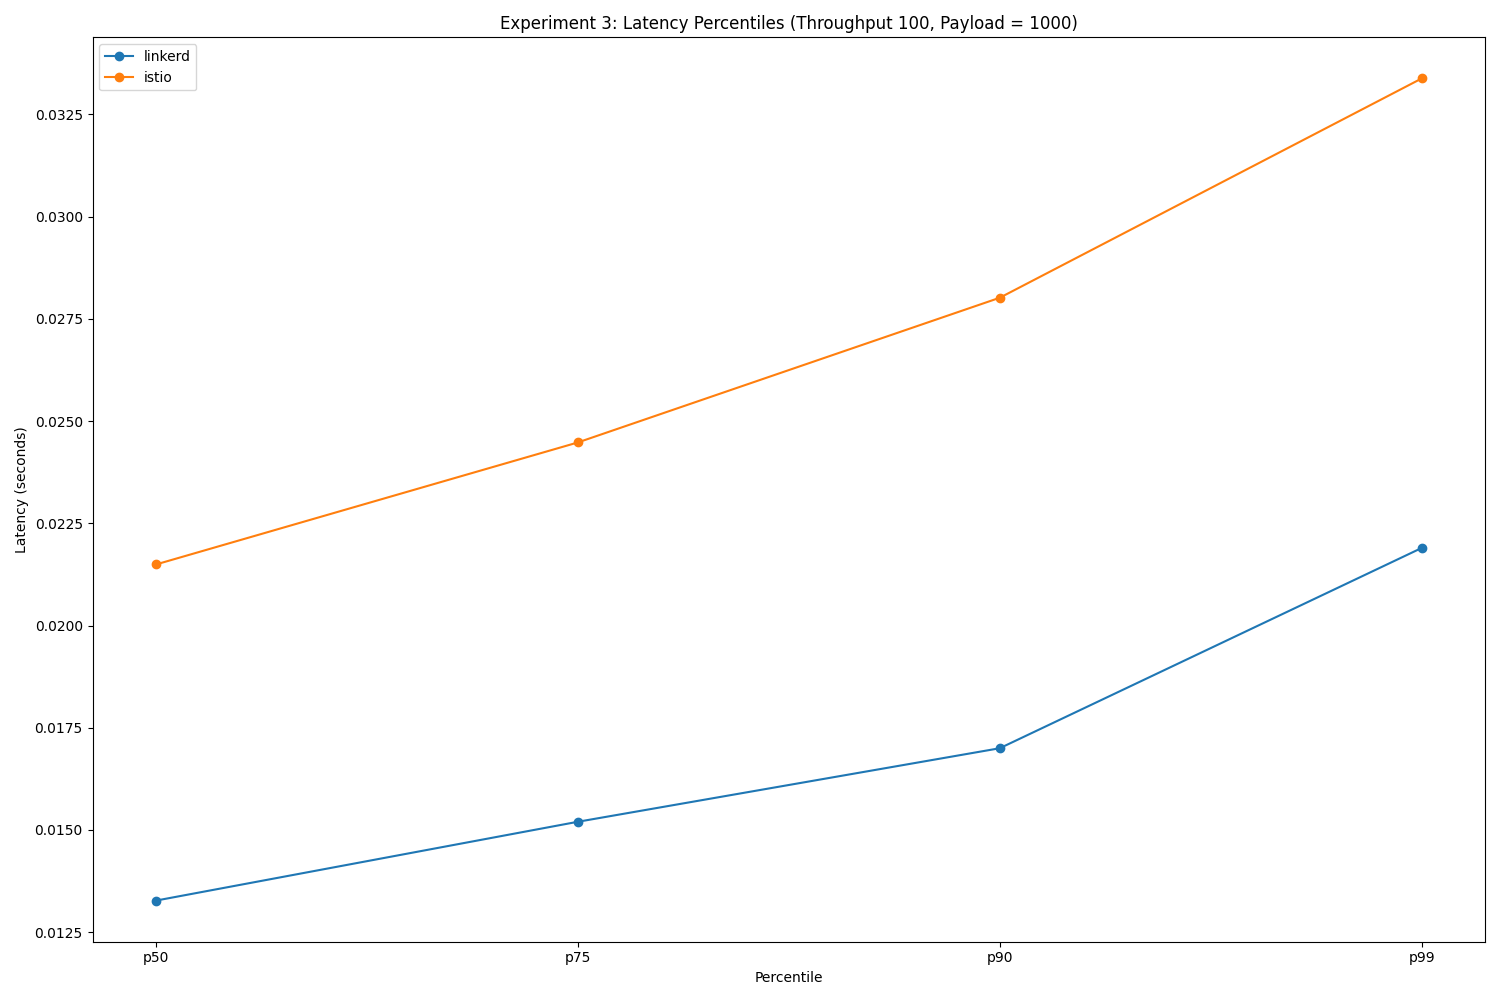 Experiment 3: Latency Percentiles (Throughput 100, Payload = 1000)
linkerd
istio
Latency (seconds)
0.0325
0.0300
0.0275
0.0250
0.0225
0.0200
0.0175
0.0150
0.0125
p50 p75 p90 p99
Percentile